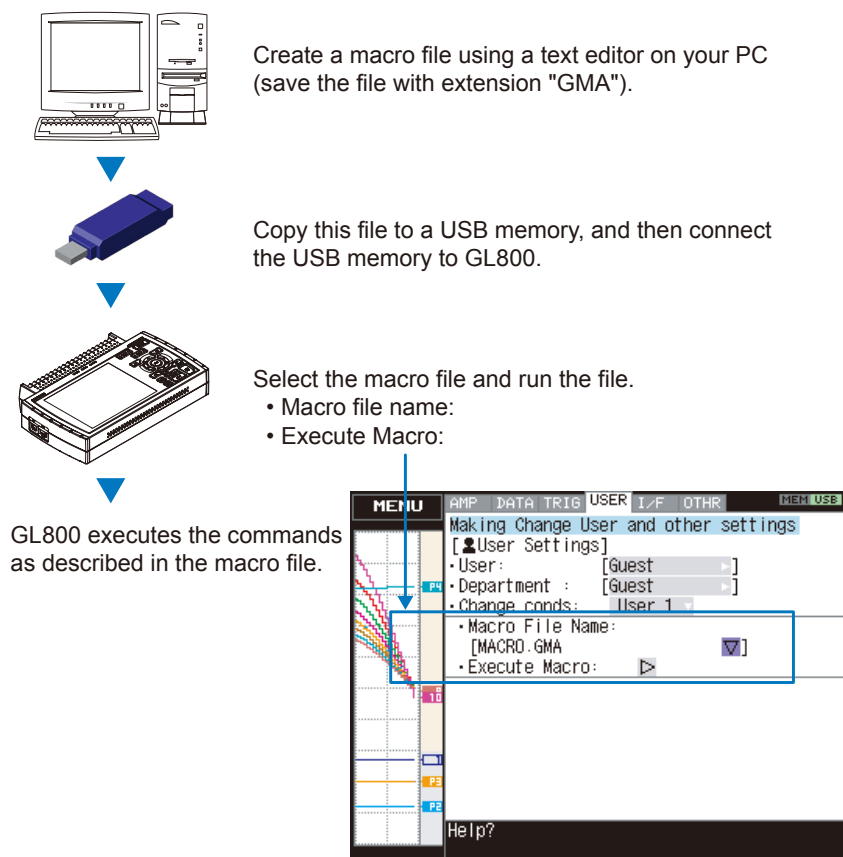 Create a macro file using a text editor on your PC
(save the file with extension "GMA").
Copy this file to a USB memory, and then connect
the USB memory to GL800.
Select the macro file and run the file.
• Macro file name:
• Execute Macro:
GL800 executes the commands
as described in the macro file.
MENU
AMP DATA TRIG USER I/F OTHR MEM USB
Making Change User and other settings
[User Settings]
・User: [Guest ]
・Department : [Guest ]
・Change conds: User 1
・Macro File Name:
[MACRO.GMA ▽]
・Execute Macro: ▷
P4
10
1
P3
P2
Help?